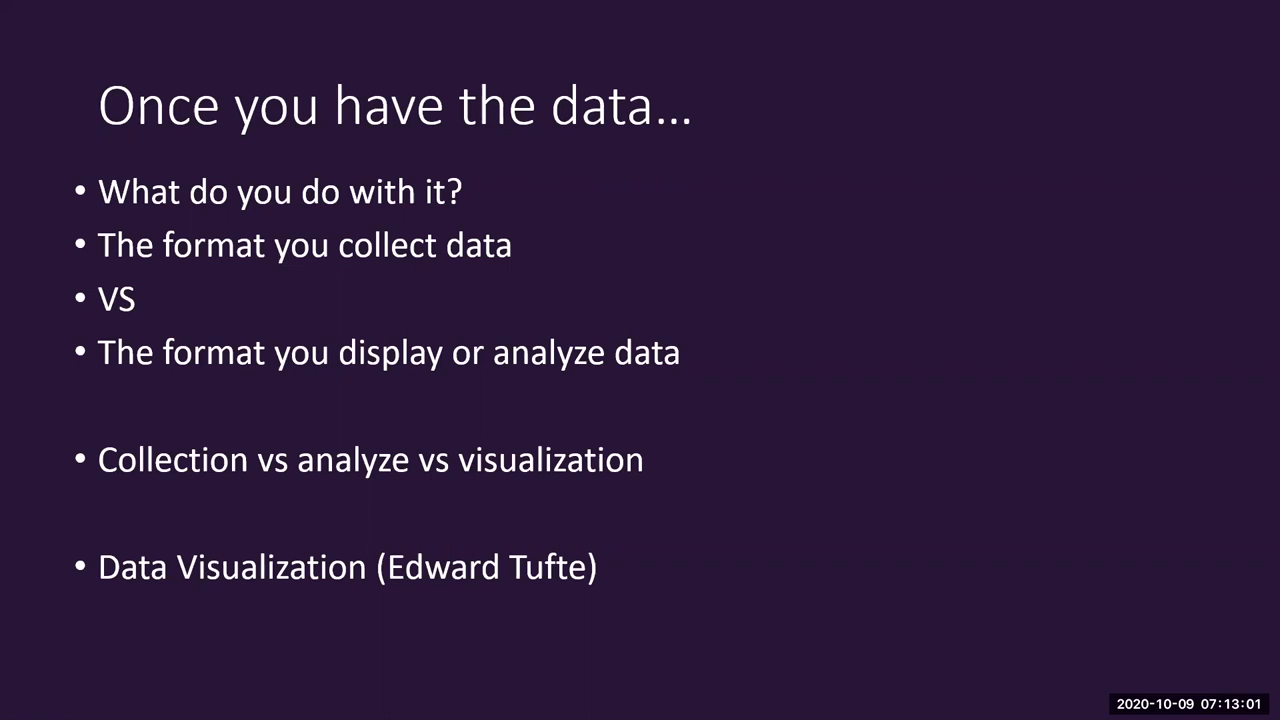 Once you have the data...
• What do you do with it?
• The format you collect data
• VS
• The format you display or analyze data
• Collection vs analyze vs visualization
• Data Visualization (Edward Tufte)
2020-10-09 07:13:01